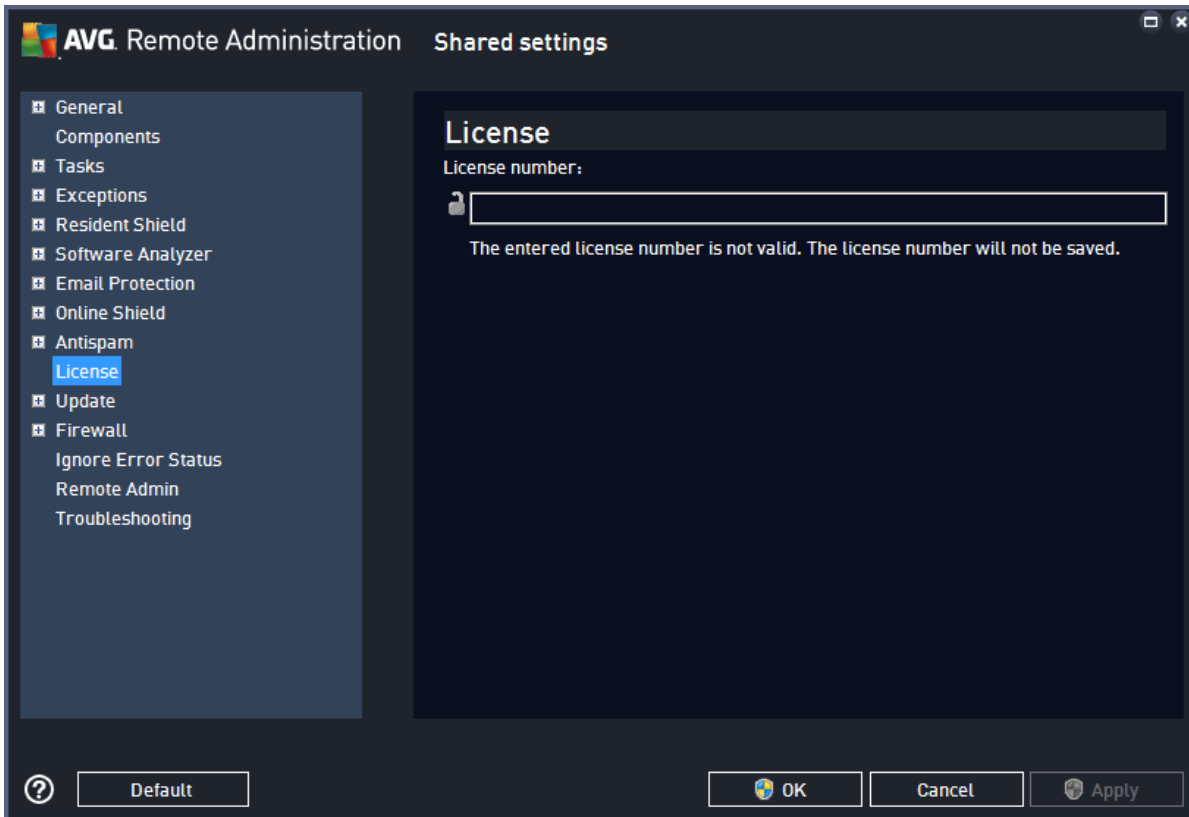 AVG. Remote Administration
Shared settings
General
Components
Tasks
Exceptions
Resident Shield
Software Analyzer
Email Protection
Online Shield
Antispam
License
Update
Firewall
Ignore Error Status
Remote Admin
Troubleshooting
License
License number:
The entered license number is not valid. The license number will not be saved.
Default
OK
Cancel
Apply